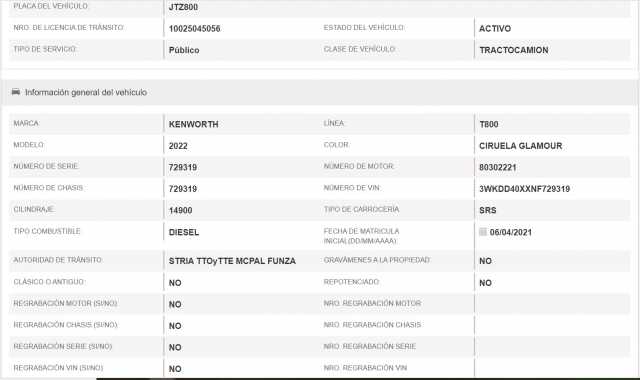 PLACA DEL VEHÍCULO: JTZ800
NRO. DE LICENCIA DE TRÁNSITO: 10025045056 ESTADO DEL VEHÍCULO: ACTIVO
TIPO DE SERVICIO: Público CLASE DE VEHÍCULO: TRACTOCAMION
Información general del vehículo
MARCA: KENWORTH LÍNEA: T800
MODELO: 2022 COLOR: CIRUELA GLAMOUR
NÚMERO DE SERIE: 729319 NÚMERO DE MOTOR: 80302221
NÚMERO DE CHASIS: 729319 NÚMERO DE VIN: 3WKDD40XXNF729319
CILINDRAJE: 14900 TIPO DE CARROCERÍA: SRS
TIPO COMBUSTIBLE: DIESEL FECHA DE MATRICULA INICIAL(DD/MM/AAAA): 06/04/2021
AUTORIDAD DE TRÁNSITO: STRIA TTOyTTE MCPAL FUNZA GRAVÁMENES A LA PROPIEDAD: NO
CLÁSICO O ANTIGUO: NO REPOTENCIADO: NO
REGRABACIÓN MOTOR (SI/NO): NO NRO. REGRABACIÓN MOTOR
REGRABACIÓN CHASIS (SI/NO): NO NRO. REGRABACIÓN CHASIS
REGRABACIÓN SERIE (SI/NO): NO NRO. REGRABACIÓN SERIE
REGRABACIÓN VIN (SI/NO): NO NRO. REGRABACIÓN VIN